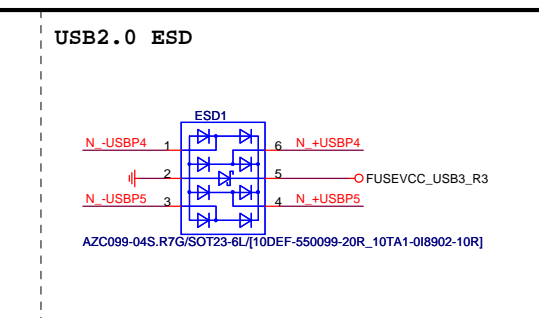 USB2.0 ESD
ESD1
N_-USBP4 1 6 N_+USBP4
2 5 FUSEVCC_USB3_R3
N_-USBP5 3 4 N_+USBP5
AZC099-04S.R7G/SOT23-6L/[10DEF-550099-20R_10TA1-0I8902-10R]